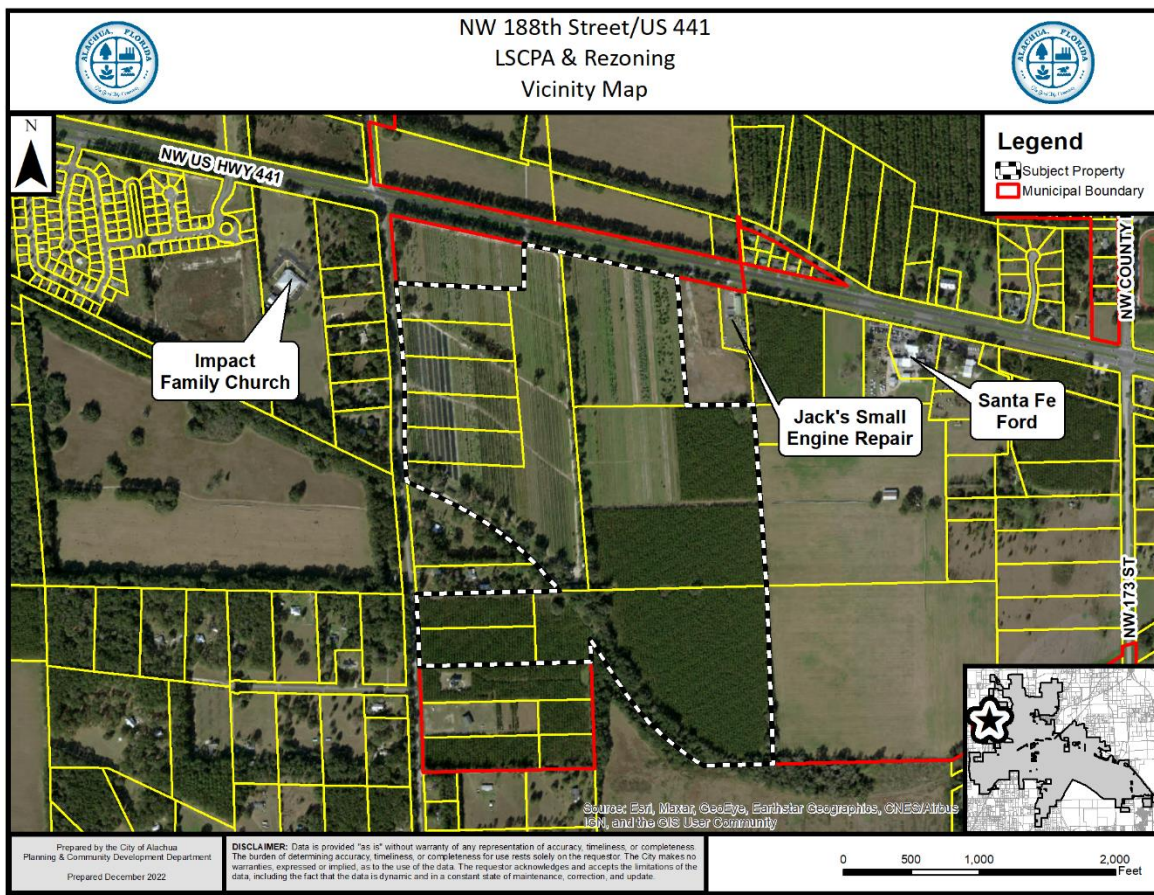 NW 188th Street/US 441
LSCPA & Rezoning
Vicinity Map
ALACHUA, FLORIDA
ALACHUA, FLORIDA
N
Legend
Subject Property
Municipal Boundary
NW US HWY 441
NW COUNTY
Impact
Family Church
Jack's Small
Engine Repair
Santa Fe
Ford
NW 173 ST
Source: Esri, Maxar, GeoEye, Earthstar Geographics, CNES/Airbus
IGN, and the GIS User Community
Prepared by the City of Alachua
Planning & Community Development Department
Prepared December 2022
DISCLAIMER: Data is provided "as is" without warranty of any representation of accuracy, timeliness, or completeness.
The burden of determining accuracy, timeliness, or completeness for use rests solely on the requestor. The City makes no
warranties, expressed or implied, as to the use of the data. The requestor acknowledges and accepts the limitations of the
data, including the fact that the data is dynamic and in a constant state of maintenance, correction, and update.
0 500 1,000 2,000
Feet